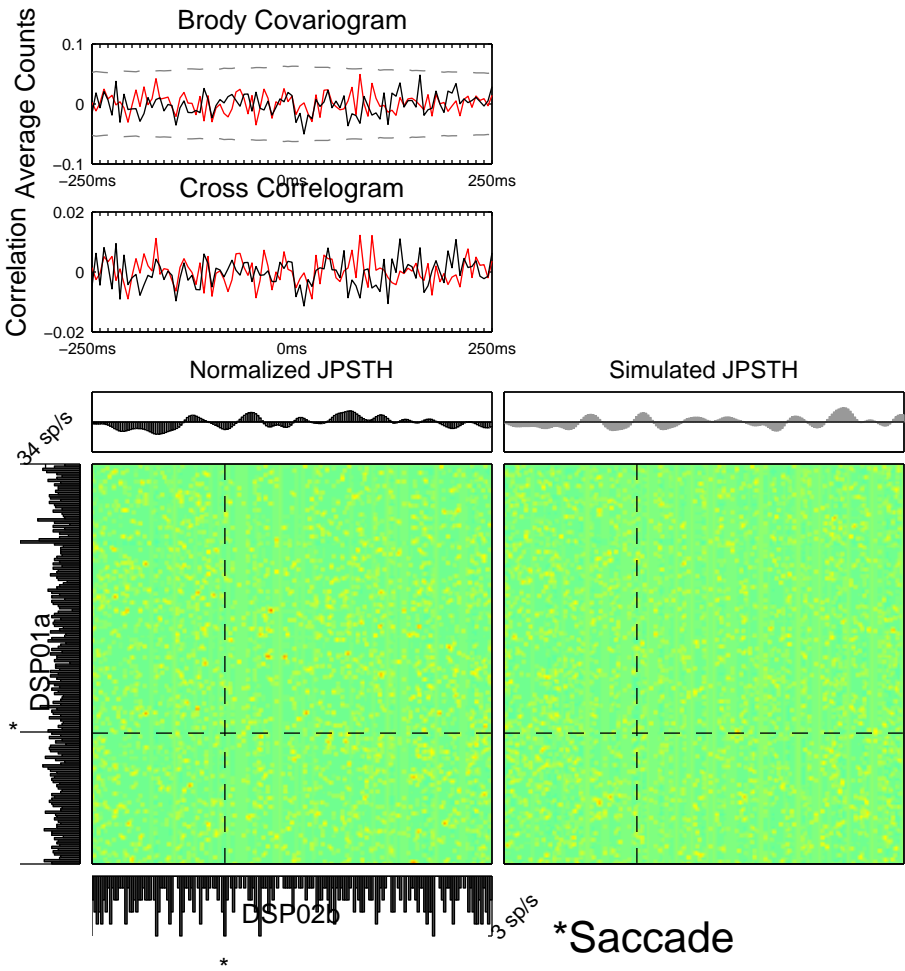 Brody Covariogram
Average Counts
0.1
0
−0.1
−250ms
0ms
250ms
Cross Correlogram
Correlation
0.02
0
−0.02
−250ms
0ms
250ms
Normalized JPSTH
Simulated JPSTH
34 sp/s
DSP01a
*
DSP02b
3 sp/s
*
*Saccade